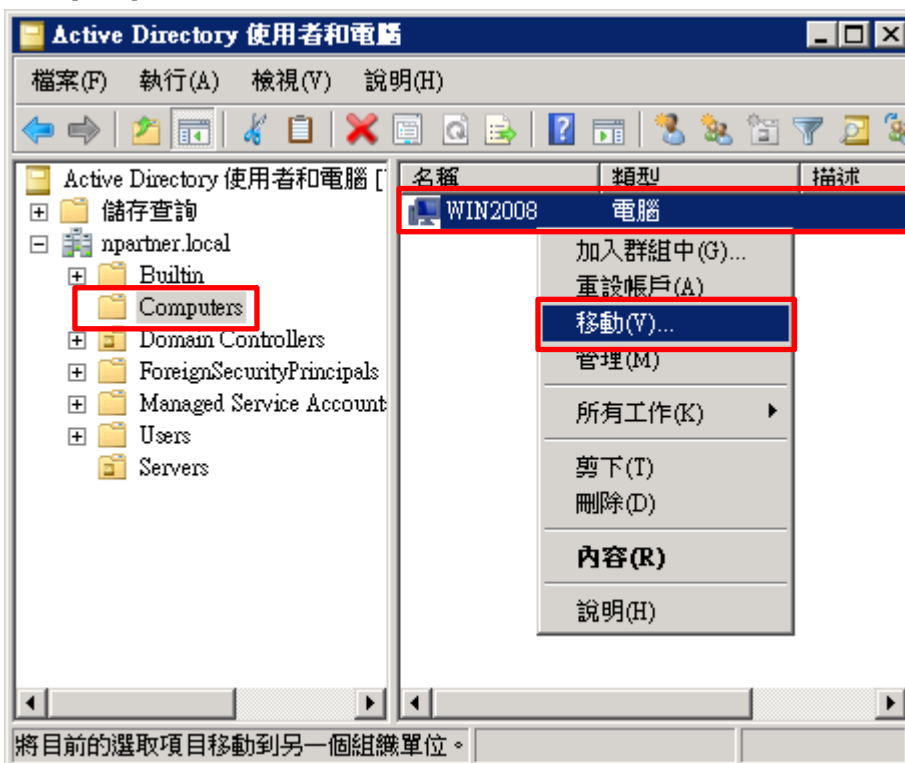 Active Directory 使用者和電腦
檔案(F) 執行(A) 檢視(V) 說明(H)
Active Directory 使用者和電腦 [
儲存查詢
npartner.local
Builtin
Computers
Domain Controllers
ForeignSecurityPrincipals
Managed Service Account
Users
Servers
名稱 類型 描述
WIN2008 電腦
加入群組中(G)...
重設帳戶(A)
移動(V)...
管理(M)
所有工作(K)
剪下(T)
刪除(D)
內容(R)
說明(H)
將目前的選取項目移動到另一個組織單位。